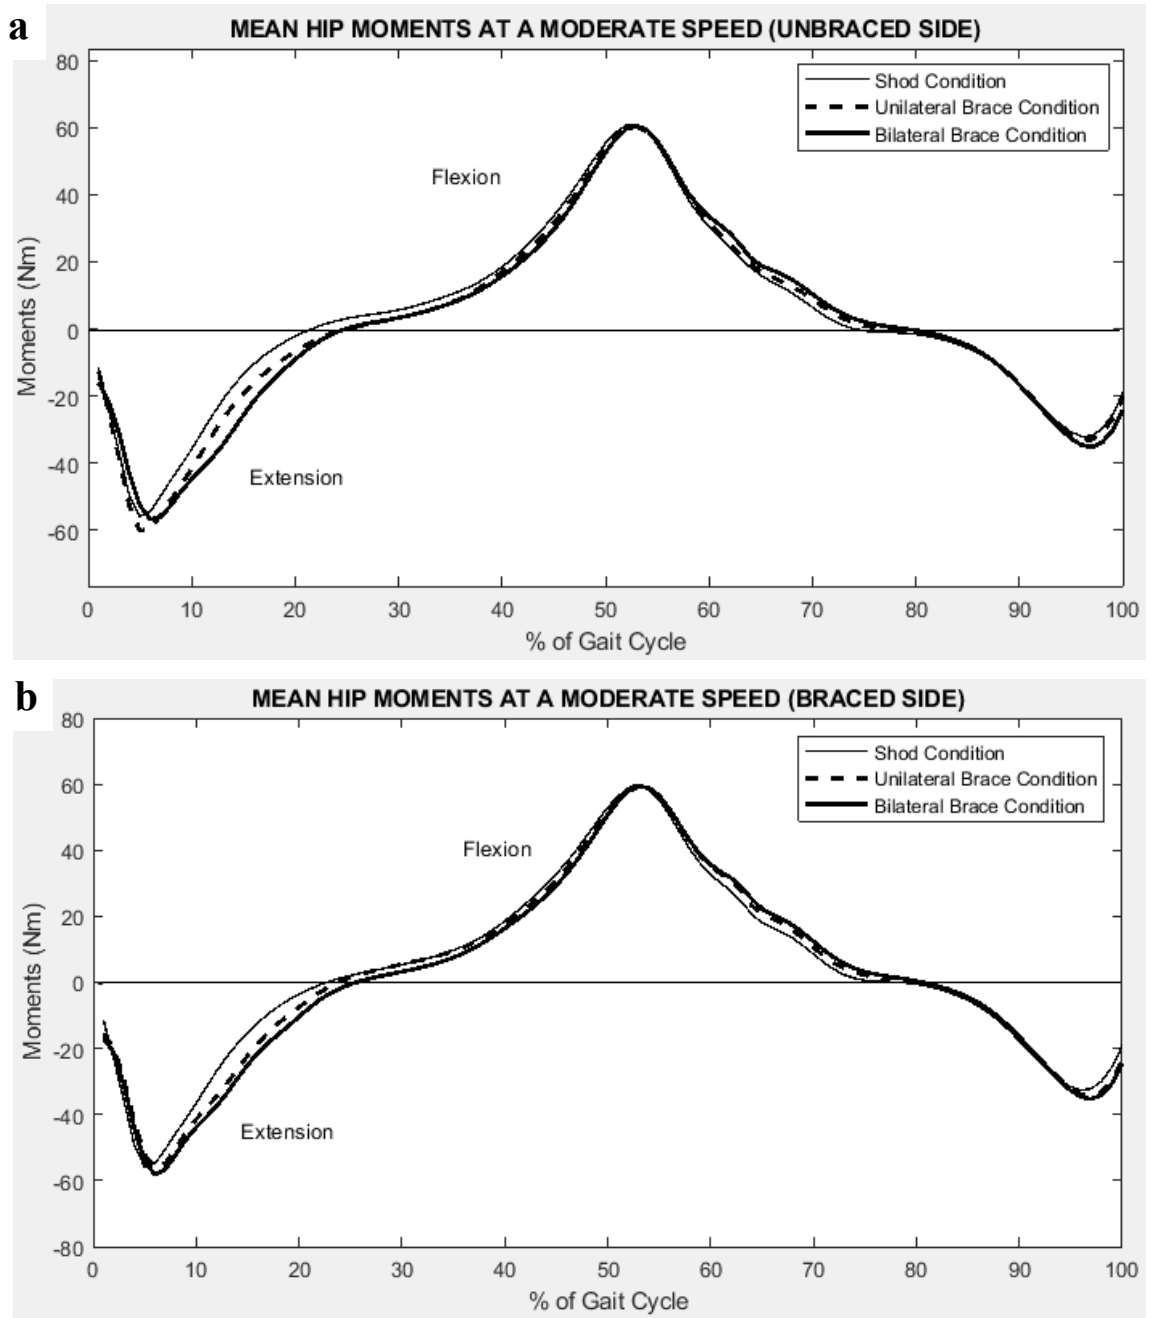 a
MEAN HIP MOMENTS AT A MODERATE SPEED (UNBRACED SIDE)
80
60
40
20
0
-20
-40
-60
Moments (Nm)
Shod Condition
Unilateral Brace Condition
Bilateral Brace Condition
Flexion
Extension
0 10 20 30 40 50 60 70 80 90 100
% of Gait Cycle
b
MEAN HIP MOMENTS AT A MODERATE SPEED (BRACED SIDE)
80
60
40
20
0
-20
-40
-60
-80
Moments (Nm)
Shod Condition
Unilateral Brace Condition
Bilateral Brace Condition
Flexion
Extension
0 10 20 30 40 50 60 70 80 90 100
% of Gait Cycle